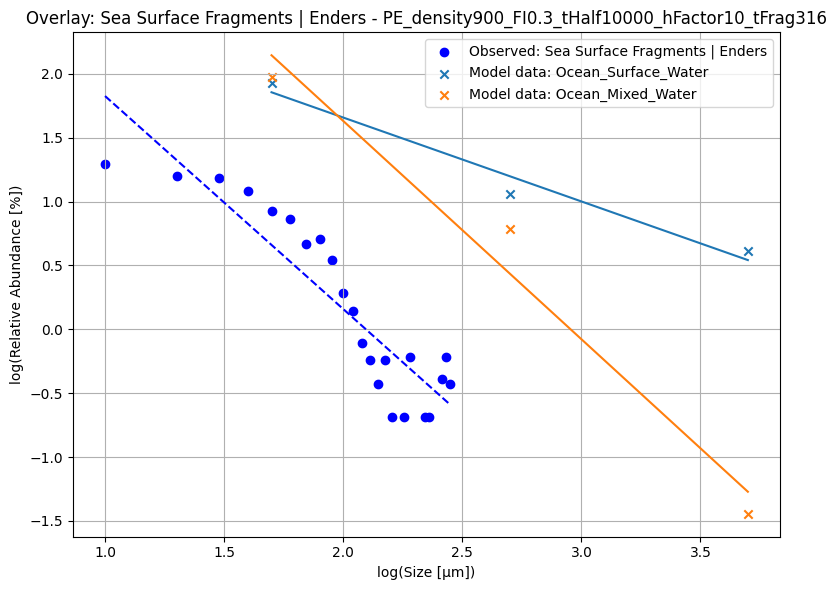 Overlay: Sea Surface Fragments | Enders - PE_density900_FI0.3_tHalf10000_hFactor10_tFrag316
Observed: Sea Surface Fragments | Enders
Model data: Ocean_Surface_Water
Model data: Ocean_Mixed_Water
log(Relative Abundance [%])
2.0
1.5
1.0
0.5
0.0
−0.5
−1.0
−1.5
1.0 1.5 2.0 2.5 3.0 3.5
log(Size [μm])